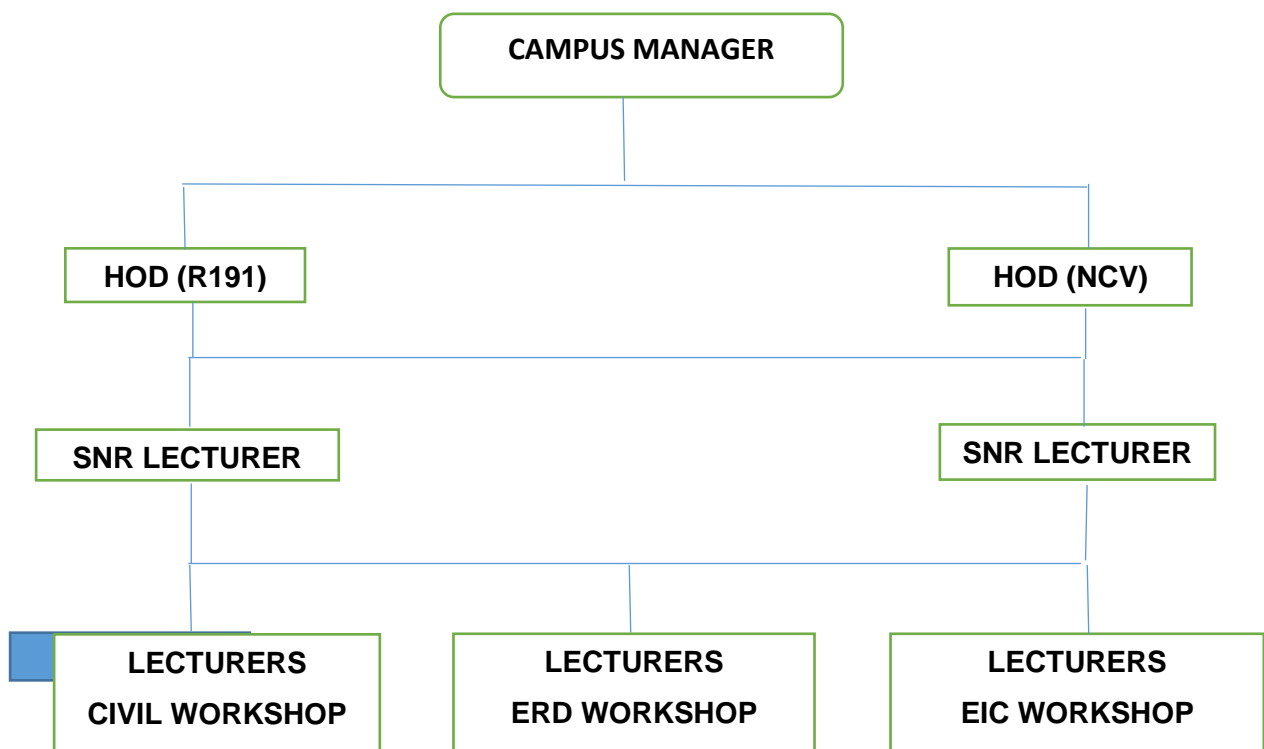 CAMPUS MANAGER
HOD (R191)
HOD (NCV)
SNR LECTURER
SNR LECTURER
LECTURERS
CIVIL WORKSHOP
LECTURERS
ERD WORKSHOP
LECTURERS
EIC WORKSHOP